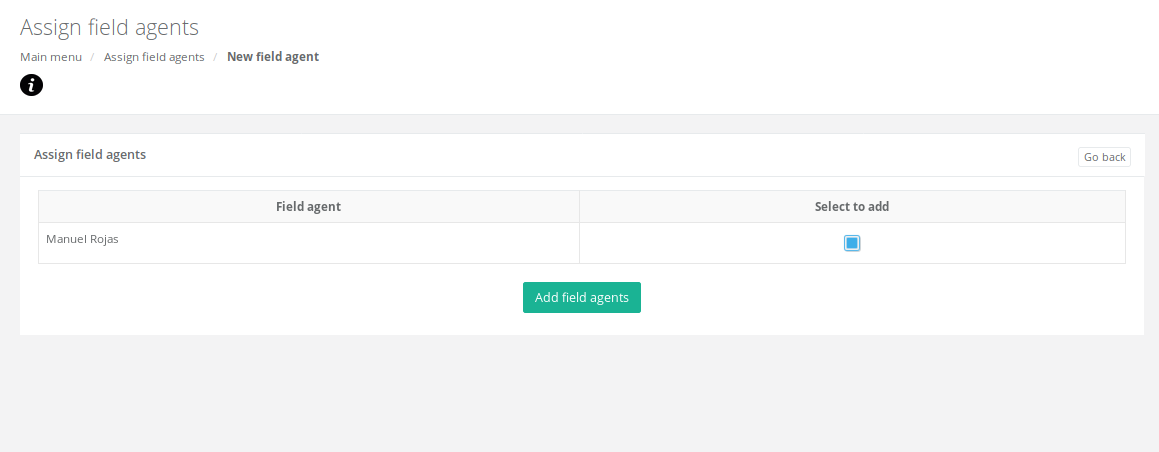 Assign field agents
Main menu / Assign field agents / New field agent
i
Assign field agents
Go back
Field agent Select to add
Manuel Rojas
Add field agents